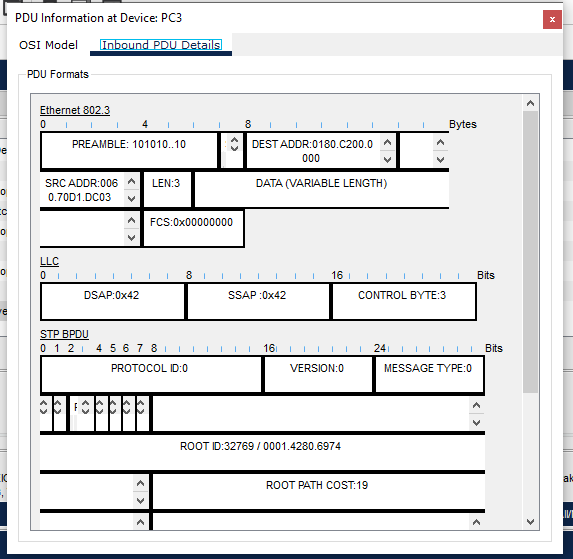 PDU Information at Device: PC3
x
OSI Model Inbound PDU Details
PDU Formats
Ethernet 802.3
0 4 8 Bytes
PREAMBLE: 101010..10
DEST ADDR:0180.C200.0
000
SRC ADDR:006
0.70D1.DC03
LEN:3
DATA (VARIABLE LENGTH)
FCS:0x00000000
LLC
0 8 16 Bits
DSAP:0x42 SSAP :0x42 CONTROL BYTE:3
STP BPDU
0 1 2 4 5 6 7 8 16 24 Bits
PROTOCOL ID:0 VERSION:0 MESSAGE TYPE:0
ROOT ID:32769 / 0001.4280.6974
ROOT PATH COST:19